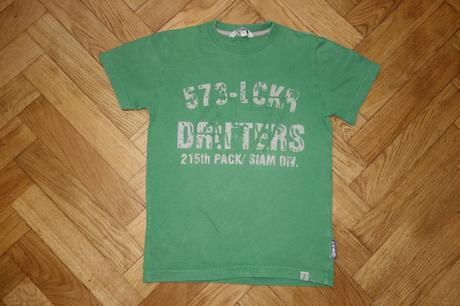 573-LCKR
DRIFTERS
215th PACK/ SIAM DIV.